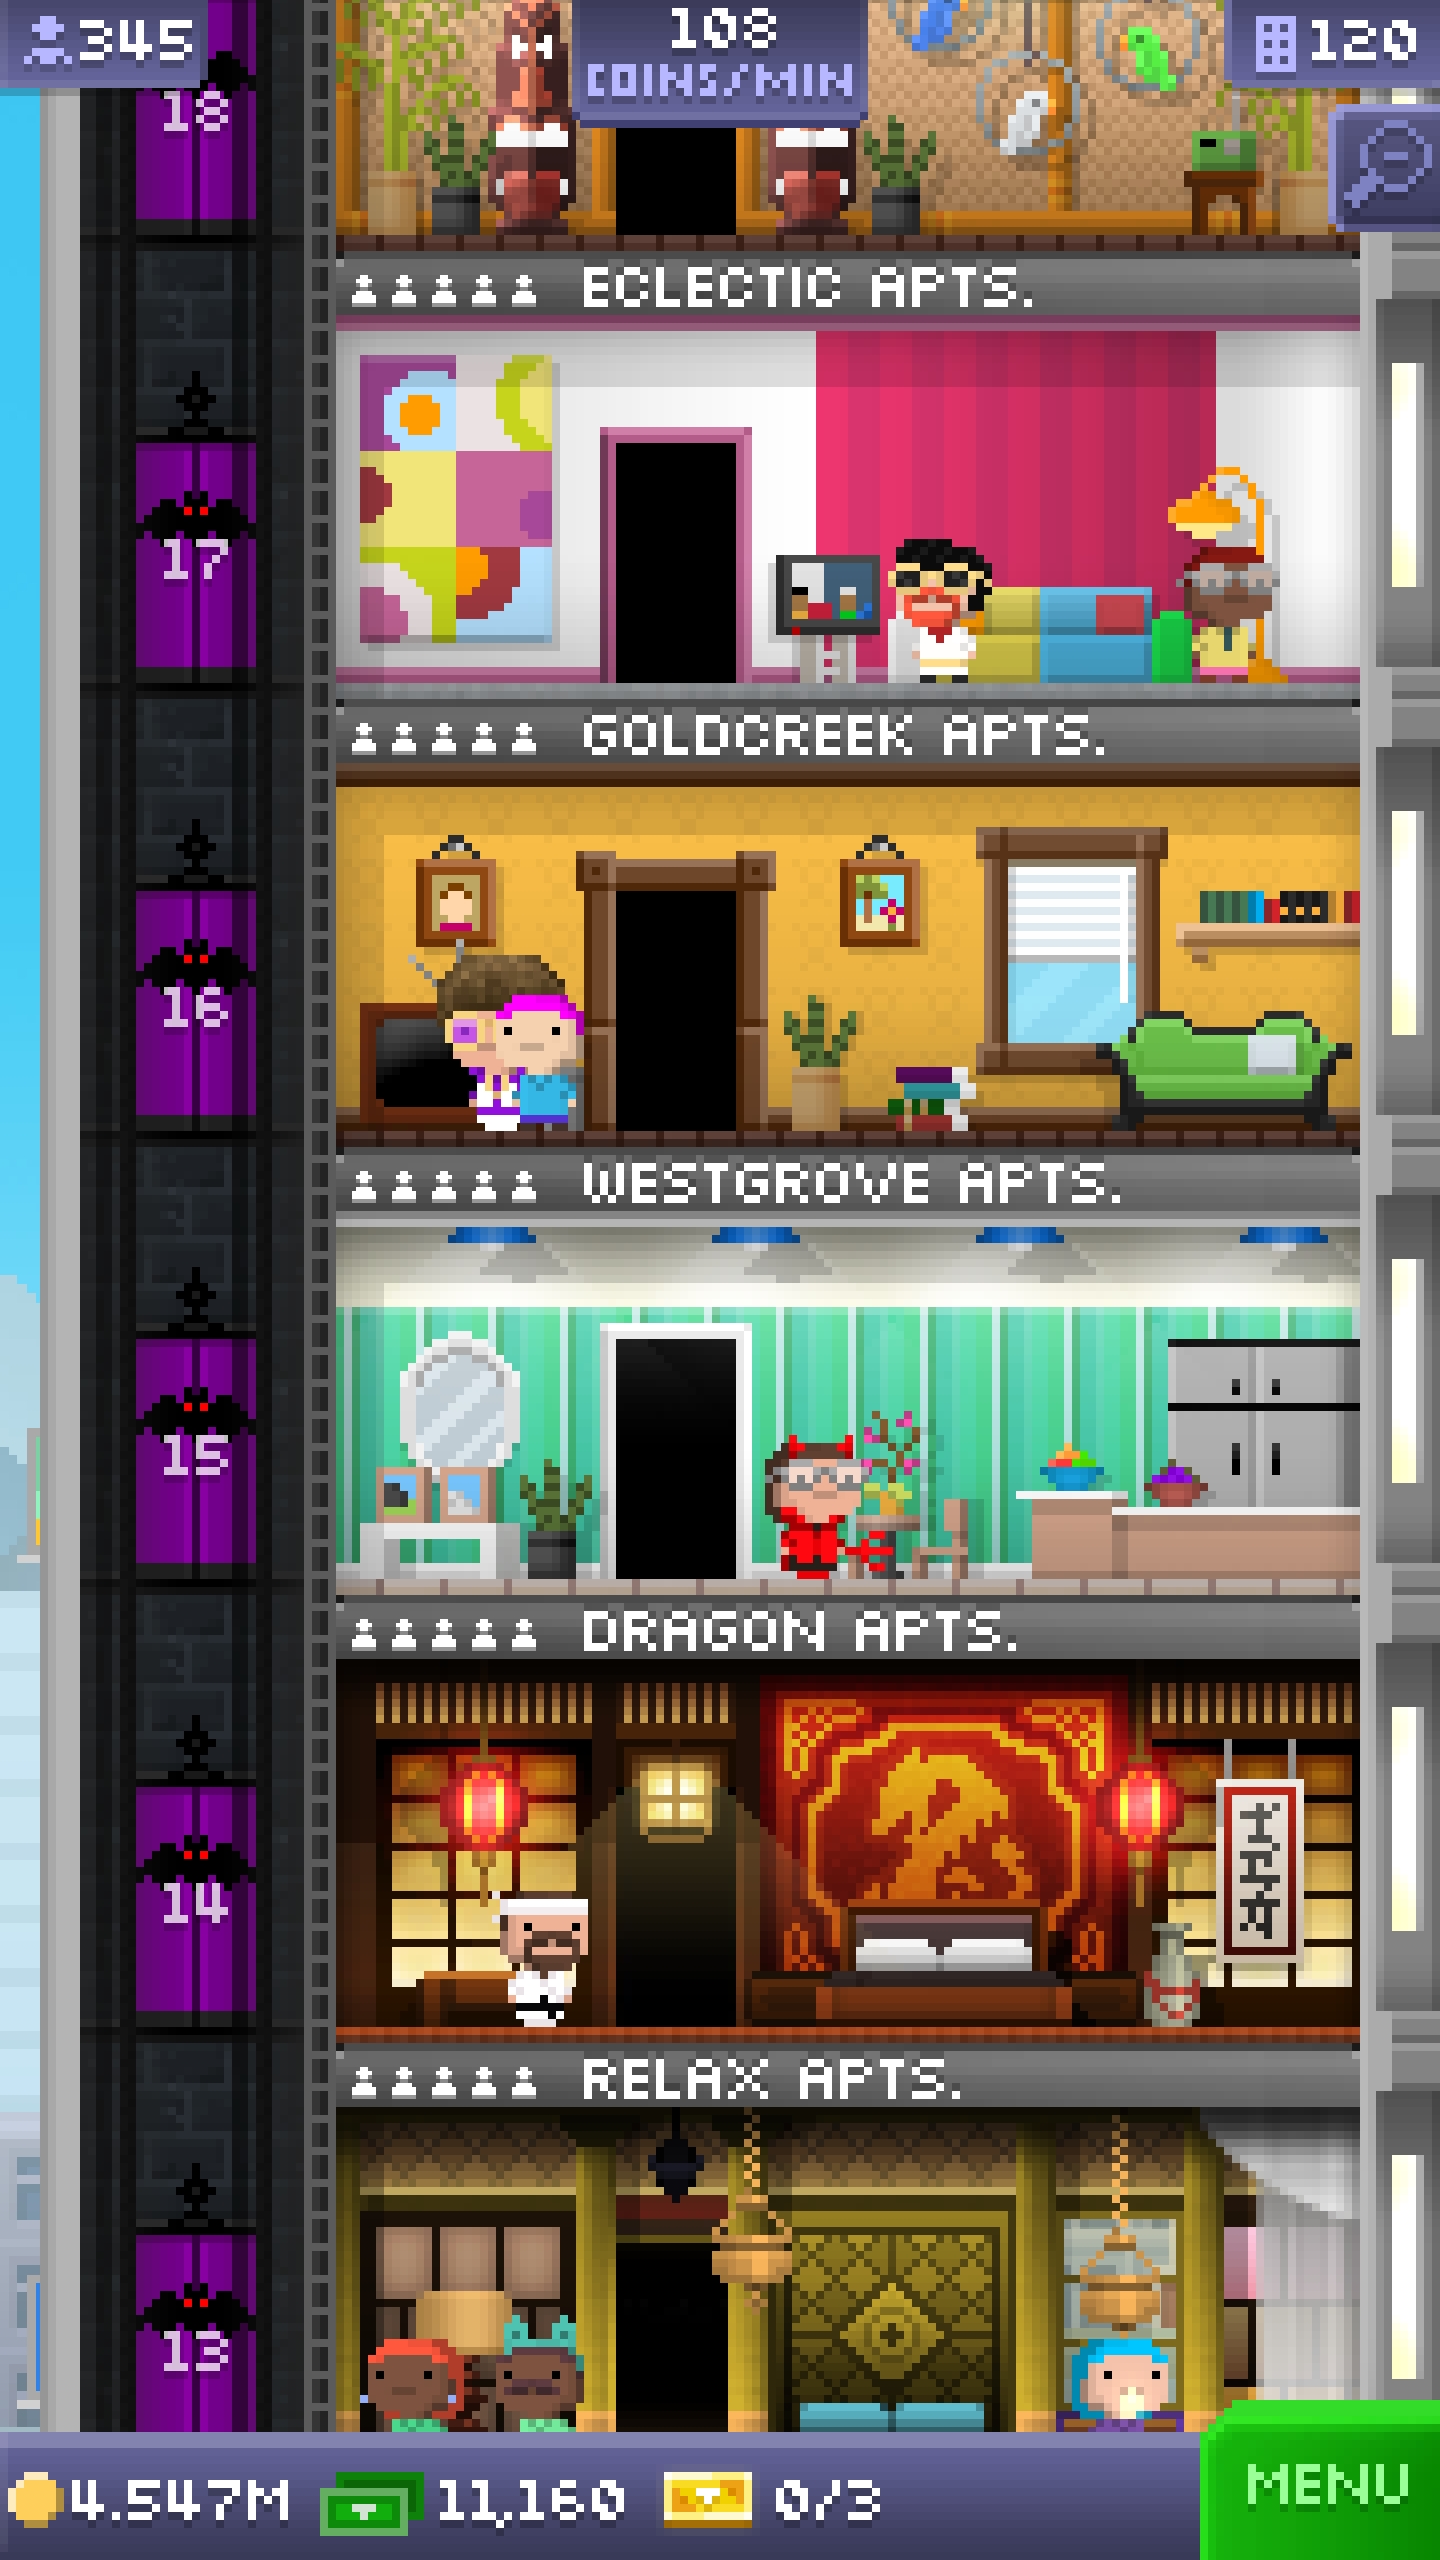 345
108
COINS/MIN
120
18
ECLECTIC APTS.
17
GOLDCREEK APTS.
16
WESTGROVE APTS.
15
DRAGON APTS.
14
RELAX APTS.
13
4.547M
11,160
0/3
MENU